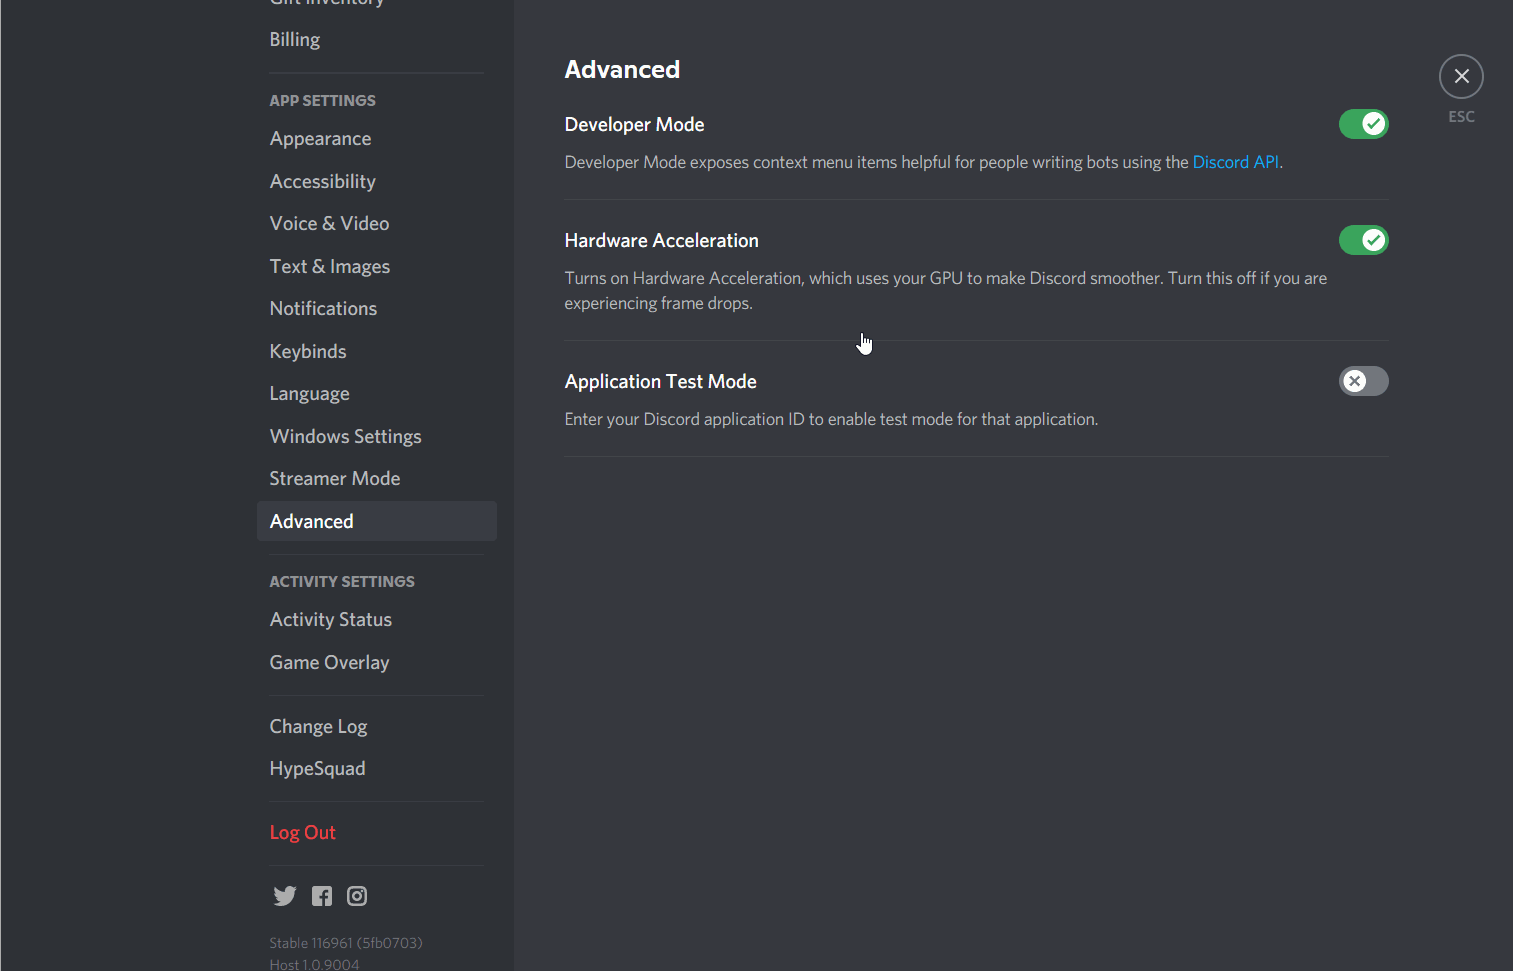 Gift Inventory
Billing
APP SETTINGS
Appearance
Accessibility
Voice & Video
Text & Images
Notifications
Keybinds
Language
Windows Settings
Streamer Mode
Advanced
ACTIVITY SETTINGS
Activity Status
Game Overlay
Change Log
HypeSquad
Log Out
Stable 116961 (5fb0703)
Host 1.0.9004
Advanced
Developer Mode
Developer Mode exposes context menu items helpful for people writing bots using the Discord API.
Hardware Acceleration
Turns on Hardware Acceleration, which uses your GPU to make Discord smoother. Turn this off if you are
experiencing frame drops.
Application Test Mode
Enter your Discord application ID to enable test mode for that application.
ESC